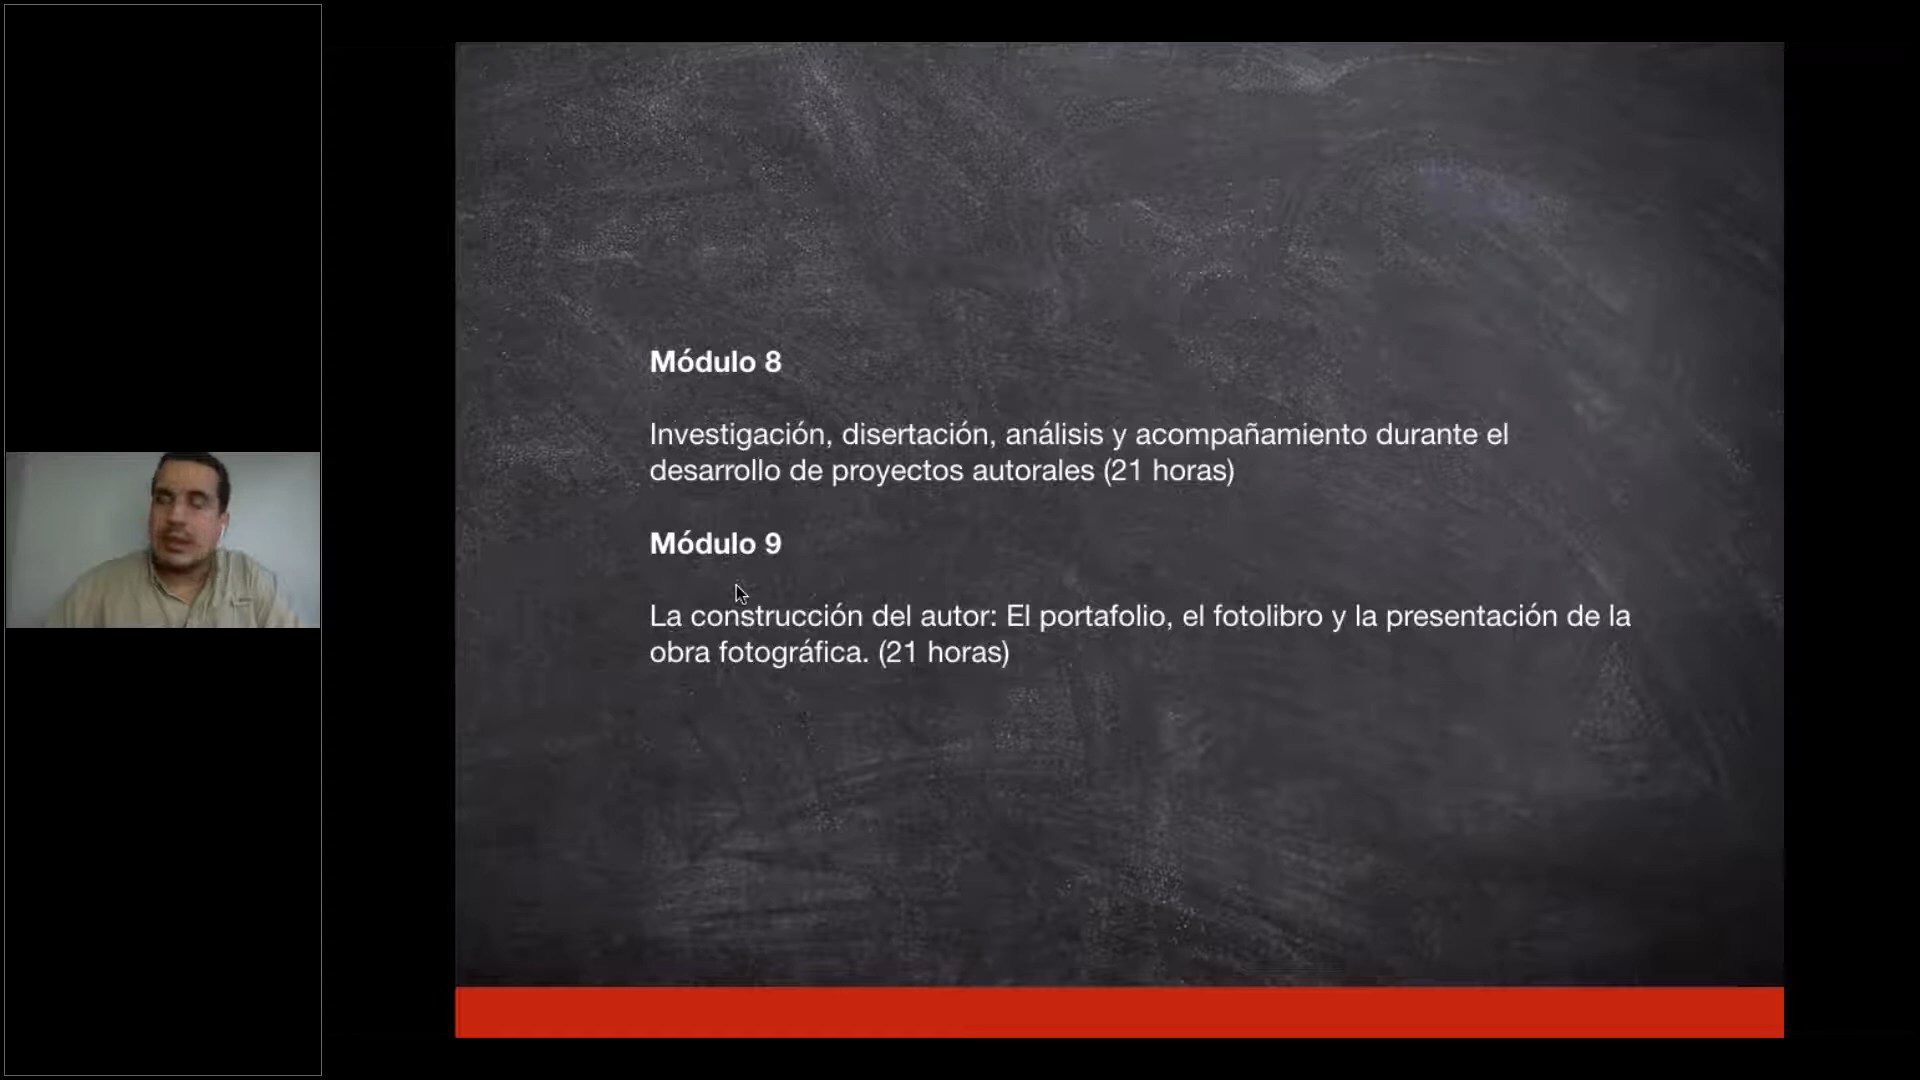 Módulo 8
Investigación, disertación, análisis y acompañamiento durante el
desarrollo de proyectos autorales (21 horas)
Módulo 9
La construcción del autor: El portafolio, el fotolibro y la presentación de la
obra fotográfica. (21 horas)